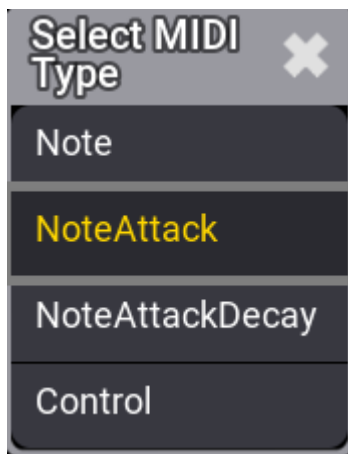 Select MIDI
Type
Note
NoteAttack
NoteAttackDecay
Control